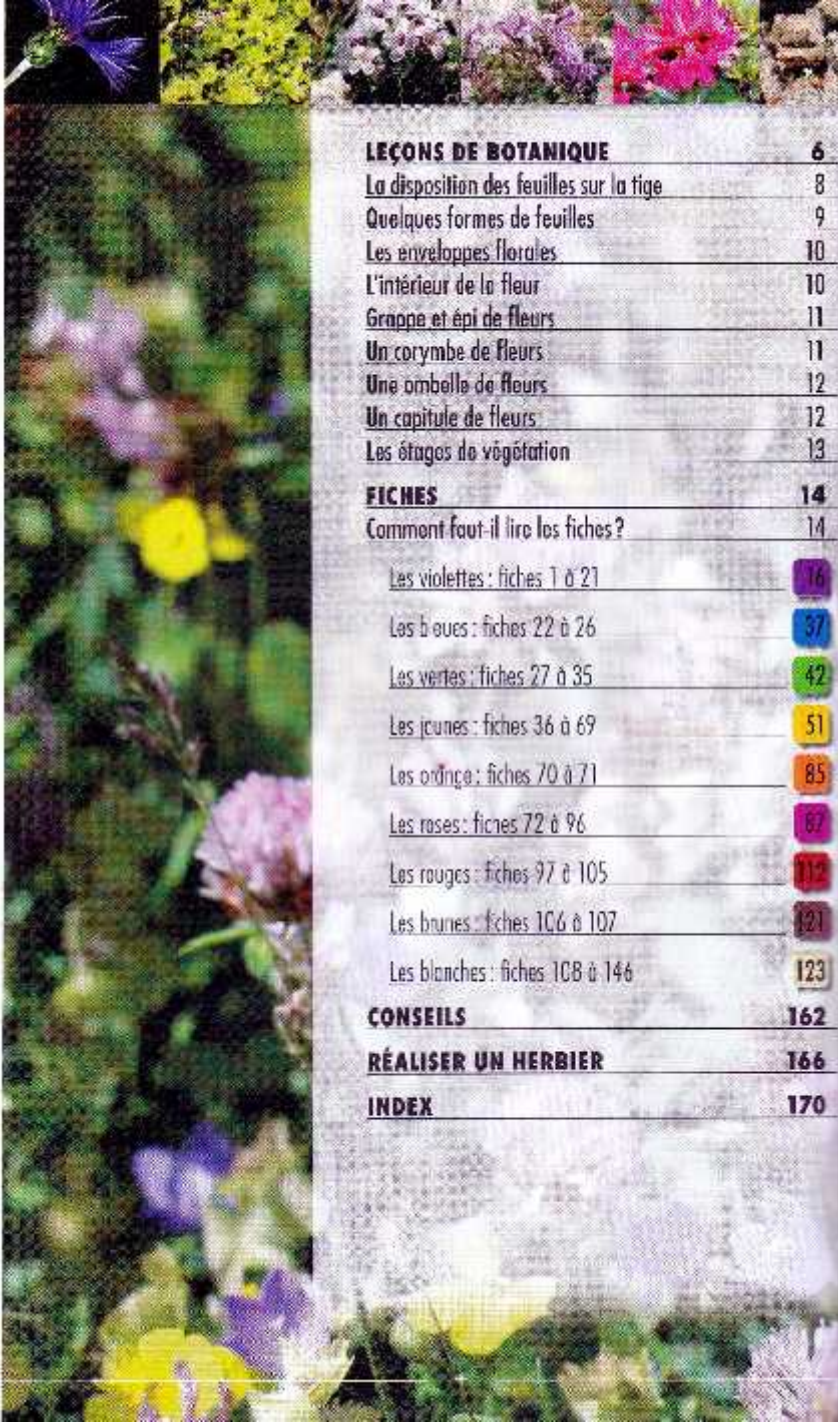 LEÇONS DE BOTANIQUE 6
La disposition des feuilles sur la tige 8
Quelques formes de feuilles 9
Les enveloppes florales 10
L'intérieur de la fleur 10
Grappe et épi de fleurs 11
Un corymbe de fleurs 11
Une ombelle de fleurs 12
Un capitule de fleurs 12
Les étages de végétation 13
FICHES 14
Comment faut-il lire les fiches? 14
Les violettes : fiches 1 à 21 16
Les bleues : fiches 22 à 26 37
Les vertes : fiches 27 à 35 42
Les jaunes : fiches 36 à 69 51
Les orange : fiches 70 à 71 85
Les roses : fiches 72 à 96 87
Les rouges : fiches 97 à 105 112
Les brunes : fiches 106 à 107 121
Les blanches : fiches 108 à 146 123
CONSEILS 162
RÉALISER UN HERBIER 166
INDEX 170